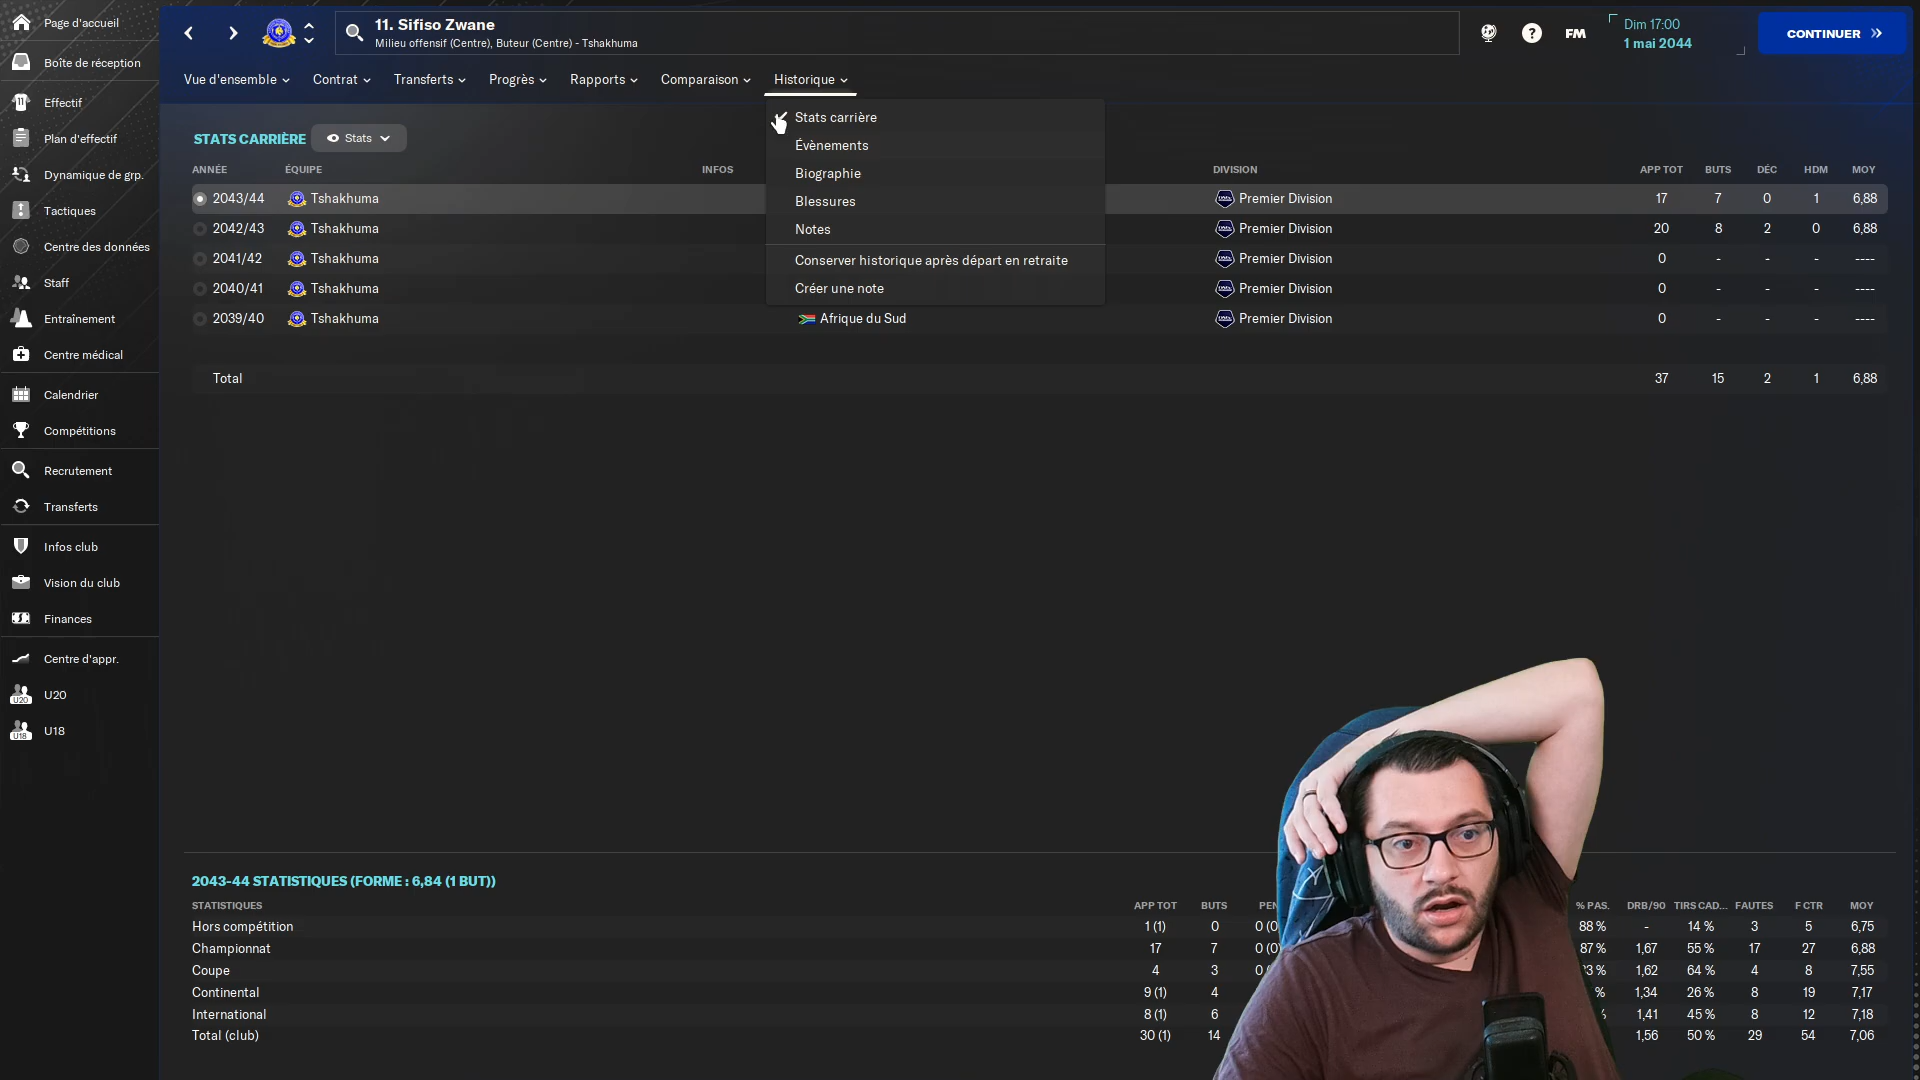 Page d'accueil
Boîte de réception
Effectif
Plan d'effectif
Dynamique de grp.
Tactiques
Centre des données
Staff
Entraînement
Centre médical
Calendrier
Compétitions
Recrutement
Transferts
Infos club
Vision du club
Finances
Centre d'appr.
U20 U20
U18 U18
11. Sifiso Zwane
Milieu offensif (Centre), Buteur (Centre) - Tshakhuma
? FM
Dim 17:00
1 mai 2044
CONTINUER
Vue d'ensemble Contrat Transferts Progrès Rapports Comparaison Historique
Stats carrière
Évènements
Biographie
Blessures
Notes
Conserver historique après départ en retraite
Créer une note
STATS CARRIÈRE Stats
ANNÉE ÉQUIPE INFOS DIVISION APP TOT BUTS DÉC HDM MOY
2043/44 Tshakhuma Premier Division 17 7 0 1 6,88
2042/43 Tshakhuma Premier Division 20 8 2 0 6,88
2041/42 Tshakhuma Premier Division 0 - - - ----
2040/41 Tshakhuma Premier Division 0 - - - ----
2039/40 Tshakhuma Afrique du Sud Premier Division 0 - - - ----
Total 37 15 2 1 6,88
2043-44 STATISTIQUES (FORME : 6,84 (1 BUT))
STATISTIQUES APP TOT BUTS PEN % PAS. DRB/90 TIRS CAD... FAUTES F CTR MOY
Hors compétition 1 (1) 0 0 (0 88 % - 14 % 3 5 6,75
Championnat 17 7 0 (0) 87 % 1,67 55 % 17 27 6,88
Coupe 4 3 0 ( 3 % 1,62 64 % 4 8 7,55
Continental 9 (1) 4 % 1,34 26 % 8 19 7,17
International 8 (1) 6 % 1,41 45 % 8 12 7,18
Total (club) 30 (1) 14 1,56 50 % 29 54 7,06